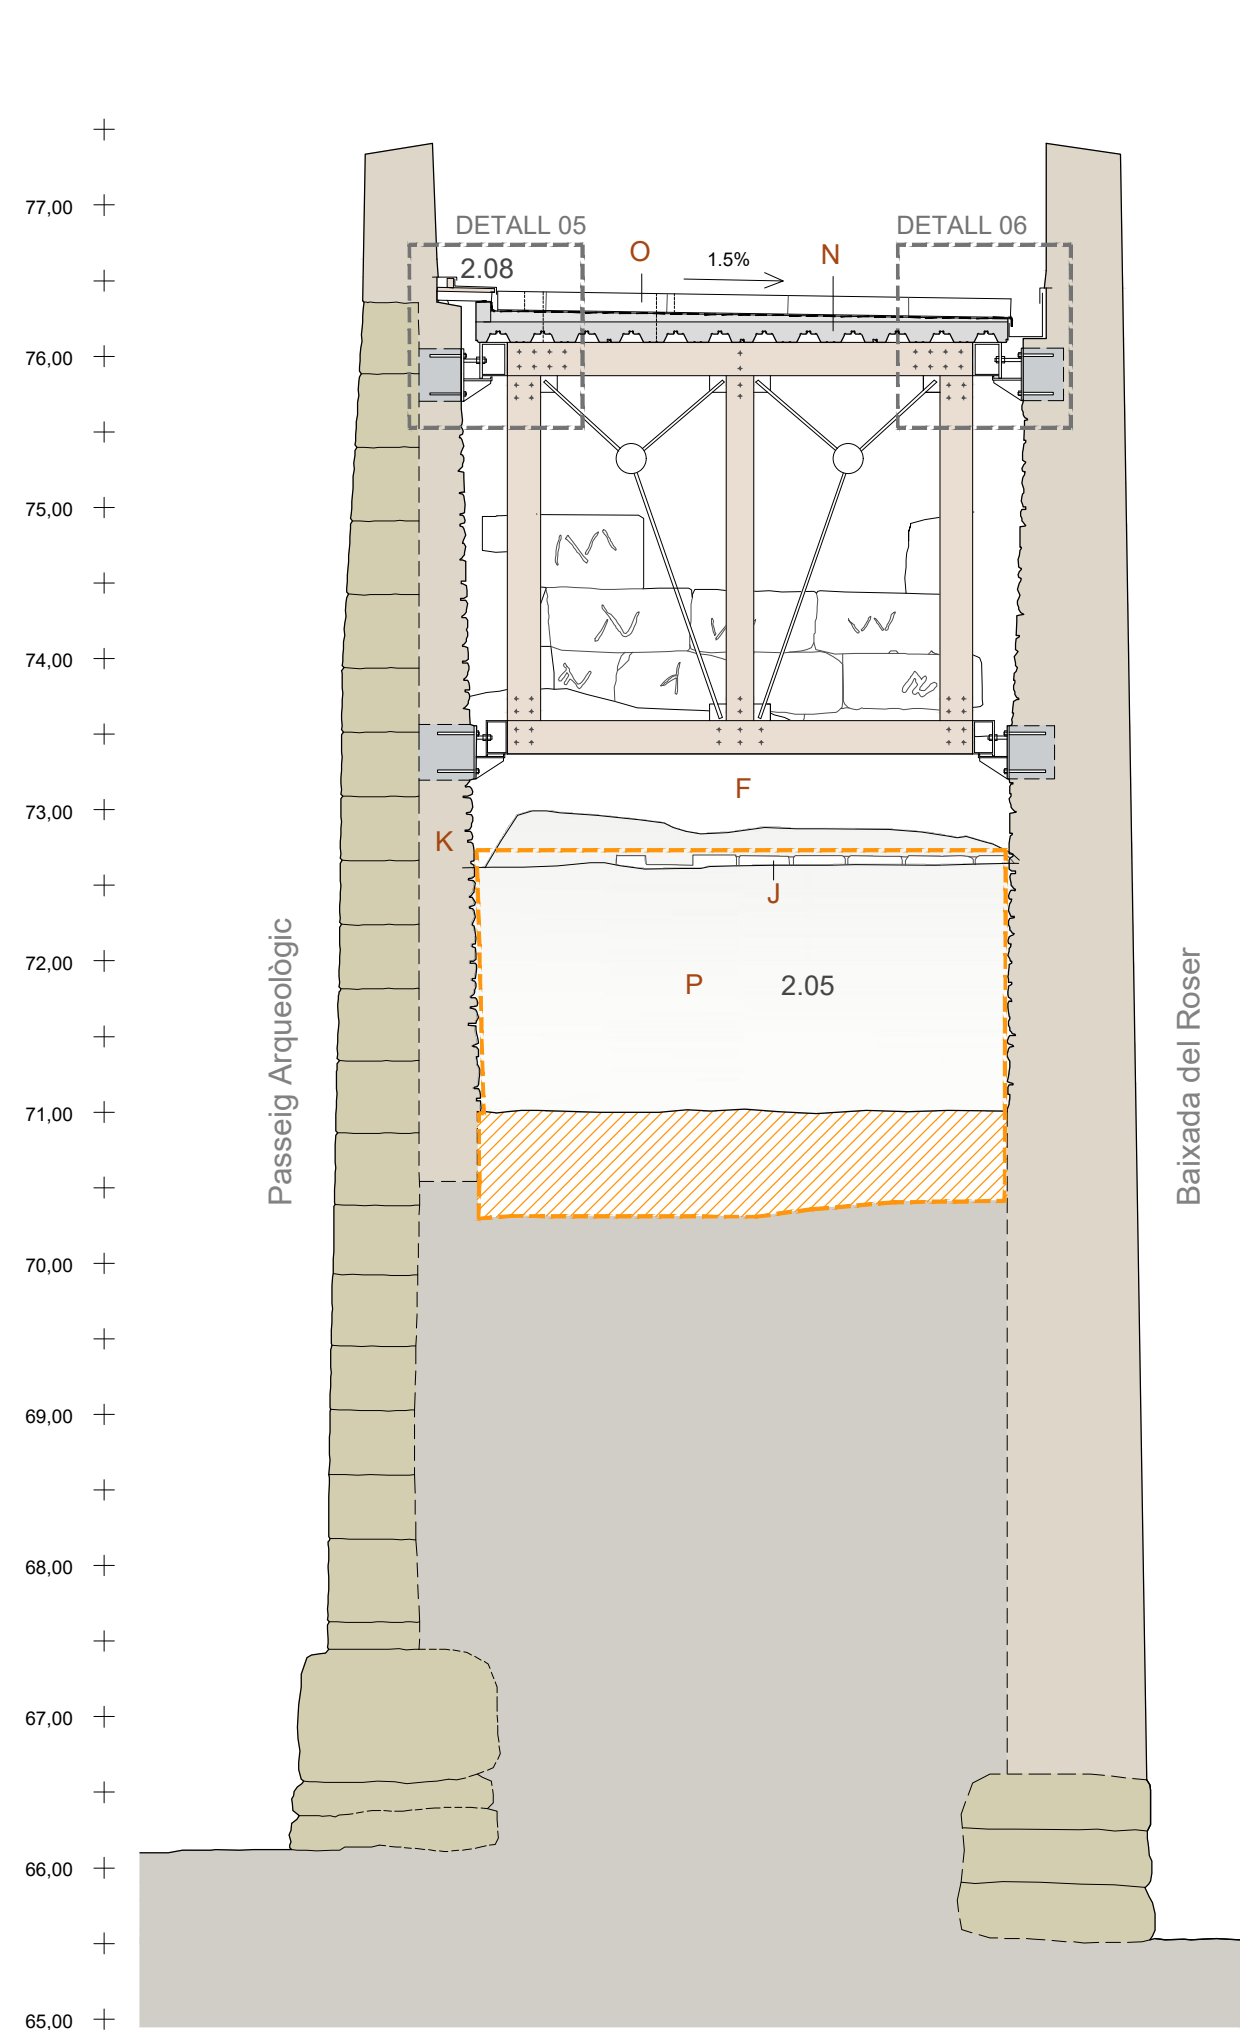 DETALL 05
DETALL 06
77,00
2.08
O
1.5%
N
76,00
75,00
74,00
73,00
F
K
J
72,00
P
2.05
Passeig Arqueològic
Baixada del Roser
71,00
70,00
69,00
68,00
67,00
66,00
65,00